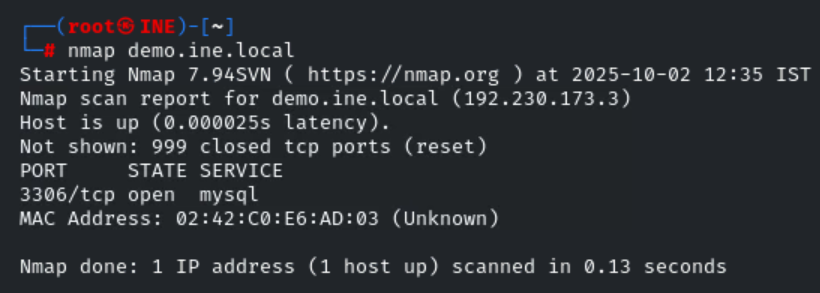 ┌──(root㉿INE)-[~]
└─# nmap demo.ine.local
Starting Nmap 7.94SVN ( https://nmap.org ) at 2025-10-02 12:35 IST
Nmap scan report for demo.ine.local (192.230.173.3)
Host is up (0.000025s latency).
Not shown: 999 closed tcp ports (reset)
PORT     STATE SERVICE
3306/tcp open  mysql
MAC Address: 02:42:C0:E6:AD:03 (Unknown)

Nmap done: 1 IP address (1 host up) scanned in 0.13 seconds